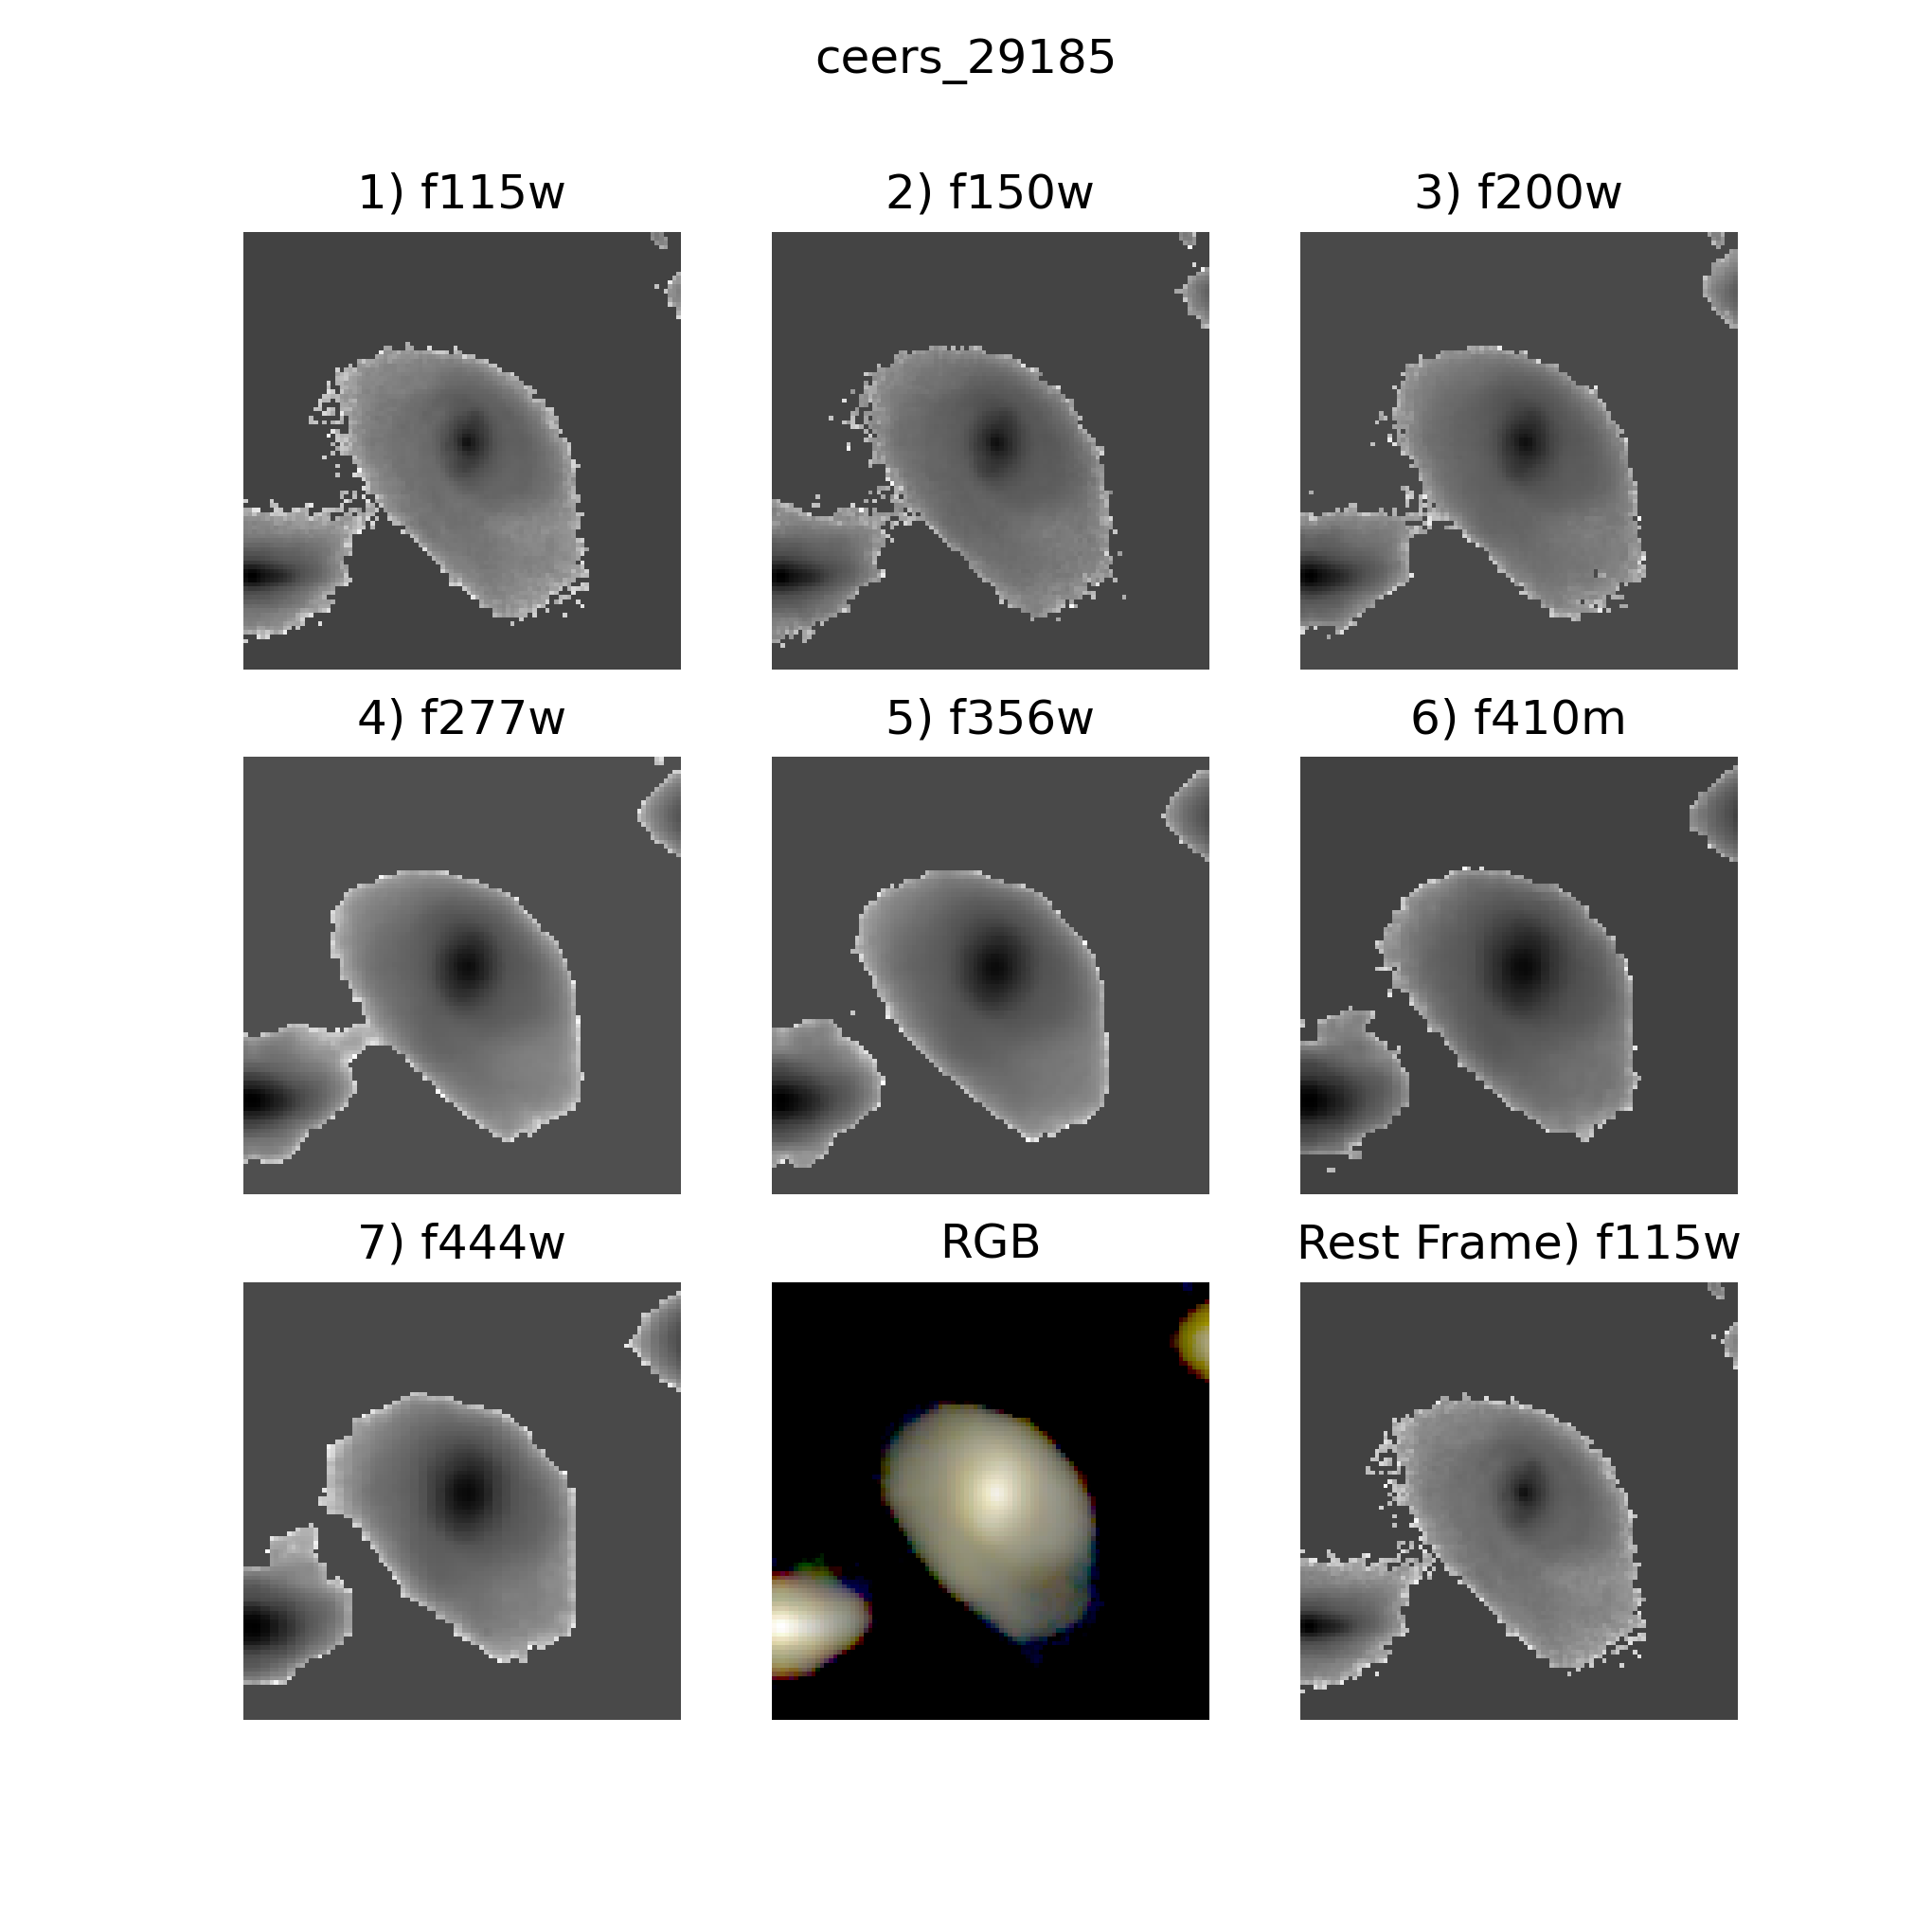 ceers_29185
1) f115w
2) f150w
3) f200w
4) f277w
5) f356w
6) f410m
7) f444w
RGB
Rest Frame) f115w